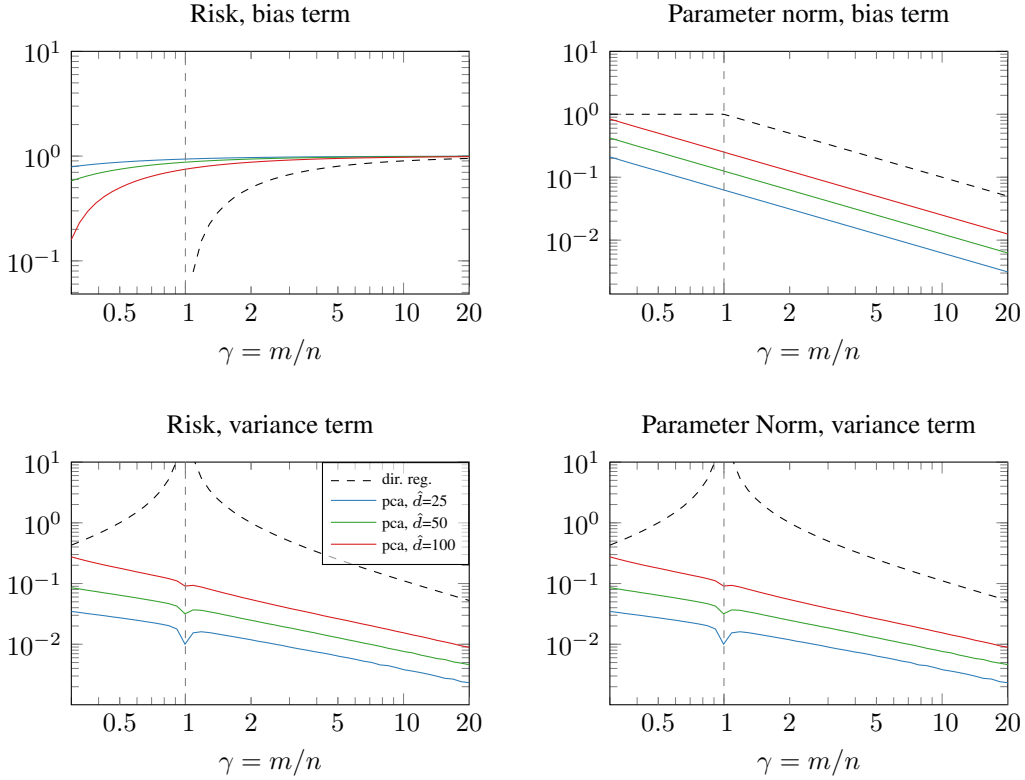 Risk, bias term
10^1
10^0
10^{-1}
0.5 1 2 5 10 20
γ = m/n
Parameter norm, bias term
10^1
10^0
10^{-1}
10^{-2}
0.5 1 2 5 10 20
γ = m/n
Risk, variance term
10^1
10^0
10^{-1}
10^{-2}
dir. reg.
pca, d̂=25
pca, d̂=50
pca, d̂=100
0.5 1 2 5 10 20
γ = m/n
Parameter Norm, variance term
10^1
10^0
10^{-1}
10^{-2}
0.5 1 2 5 10 20
γ = m/n